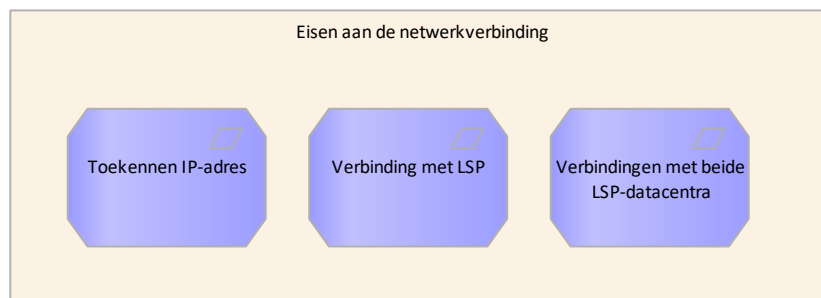 Eisen aan de netwerkverbinding
Toekennen IP-adres
Verbinding met LSP
Verbindingen met beide
LSP-datacentra